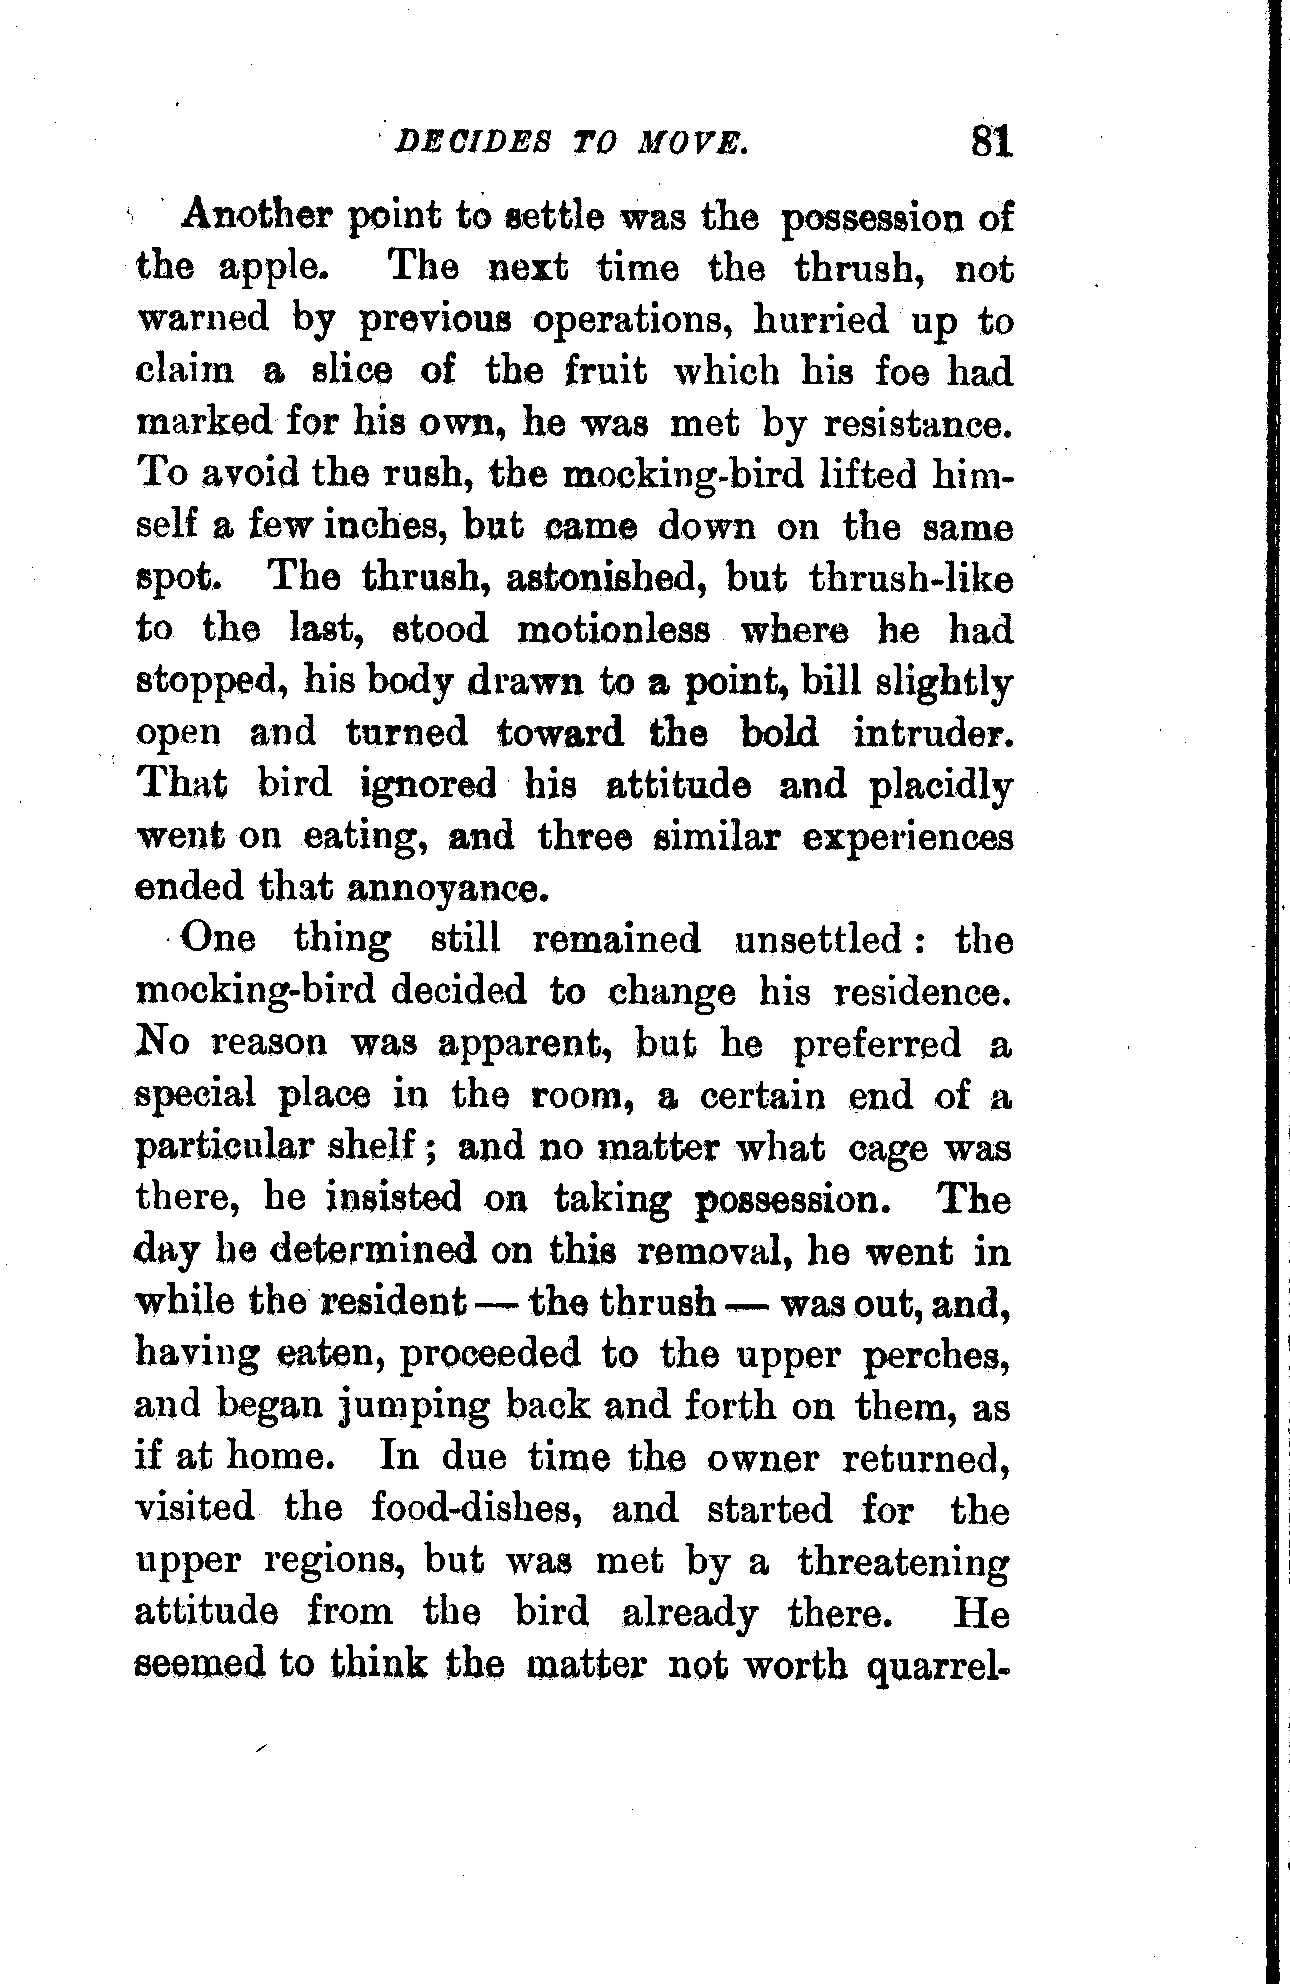 DECIDES TO MOVE. 81
Another point to settle was the possession of
the apple. The next time the thrush, not
warned by previous operations, hurried up to
claim a slice of the fruit which his foe had
marked for his own, he was met by resistance.
To avoid the rush, the mocking-bird lifted him-
self a few inches, but came down on the same
spot. The thrush, astonished, but thrush-like
to the last, stood motionless where he had
stopped, his body drawn to a point, bill slightly
open and turned toward the bold intruder.
That bird ignored his attitude and placidly
went on eating, and three similar experiences
ended that annoyance.
One thing still remained unsettled : the
mocking-bird decided to change his residence.
No reason was apparent, but he preferred a
special place in the room, a certain end of a
particular shelf ; and no matter what cage was
there, he insisted on taking possession. The
day he determined on this removal, he went in
while the resident — the thrush — was out, and,
having eaten, proceeded to the upper perches,
and began jumping back and forth on them, as
if at home. In due time the owner returned,
visited the food-dishes, and started for the
upper regions, but was met by a threatening
attitude from the bird already there. He
seemed to think the matter not worth quarrel-